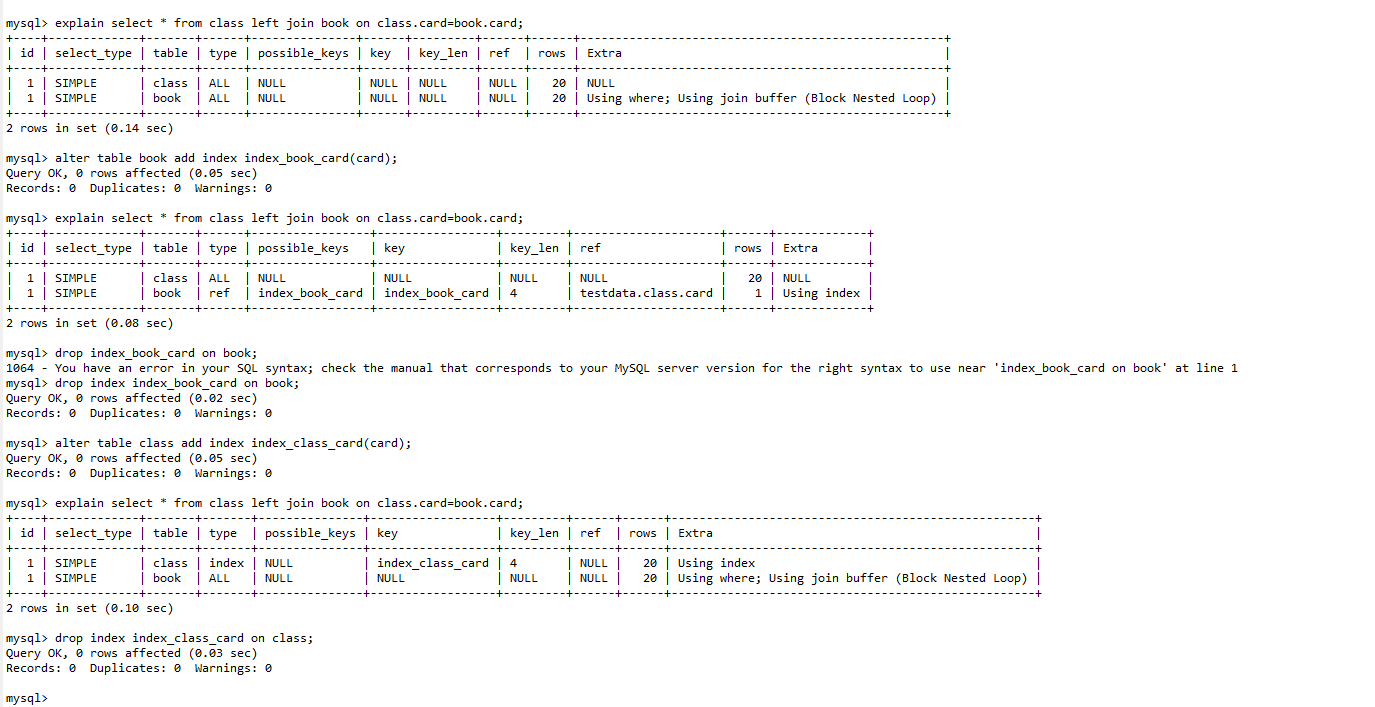 mysql> explain select * from class left join book on class.card=book.card;
+----+-------------+-------+------+---------------+------+---------+------+------+----------------------------------------------------+
| id | select_type | table | type | possible_keys | key  | key_len | ref  | rows | Extra                                              |
+----+-------------+-------+------+---------------+------+---------+------+------+----------------------------------------------------+
|  1 | SIMPLE      | class | ALL  | NULL          | NULL | NULL    | NULL |   20 | NULL                                               |
|  1 | SIMPLE      | book  | ALL  | NULL          | NULL | NULL    | NULL |   20 | Using where; Using join buffer (Block Nested Loop) |
+----+-------------+-------+------+---------------+------+---------+------+------+----------------------------------------------------+
2 rows in set (0.14 sec)

mysql> alter table book add index index_book_card(card);
Query OK, 0 rows affected (0.05 sec)
Records: 0  Duplicates: 0  Warnings: 0

mysql> explain select * from class left join book on class.card=book.card;
+----+-------------+-------+------+-----------------+-----------------+---------+---------------------+------+-------------+
| id | select_type | table | type | possible_keys   | key             | key_len | ref                 | rows | Extra       |
+----+-------------+-------+------+-----------------+-----------------+---------+---------------------+------+-------------+
|  1 | SIMPLE      | class | ALL  | NULL            | NULL            | NULL    | NULL                |   20 | NULL        |
|  1 | SIMPLE      | book  | ref  | index_book_card | index_book_card | 4       | testdata.class.card |    1 | Using index |
+----+-------------+-------+------+-----------------+-----------------+---------+---------------------+------+-------------+
2 rows in set (0.08 sec)

mysql> drop index_book_card on book;
1064 - You have an error in your SQL syntax; check the manual that corresponds to your MySQL server version for the right syntax to use near 'index_book_card on book' at line 1
mysql> drop index index_book_card on book;
Query OK, 0 rows affected (0.02 sec)
Records: 0  Duplicates: 0  Warnings: 0

mysql> alter table class add index index_class_card(card);
Query OK, 0 rows affected (0.05 sec)
Records: 0  Duplicates: 0  Warnings: 0

mysql> explain select * from class left join book on class.card=book.card;
+----+-------------+-------+-------+---------------+------------------+---------+------+------+----------------------------------------------------+
| id | select_type | table | type  | possible_keys | key              | key_len | ref  | rows | Extra                                              |
+----+-------------+-------+-------+---------------+------------------+---------+------+------+----------------------------------------------------+
|  1 | SIMPLE      | class | index | NULL          | index_class_card | 4       | NULL |   20 | Using index                                        |
|  1 | SIMPLE      | book  | ALL   | NULL          | NULL             | NULL    | NULL |   20 | Using where; Using join buffer (Block Nested Loop) |
+----+-------------+-------+-------+---------------+------------------+---------+------+------+----------------------------------------------------+
2 rows in set (0.10 sec)

mysql> drop index index_class_card on class;
Query OK, 0 rows affected (0.03 sec)
Records: 0  Duplicates: 0  Warnings: 0

mysql>